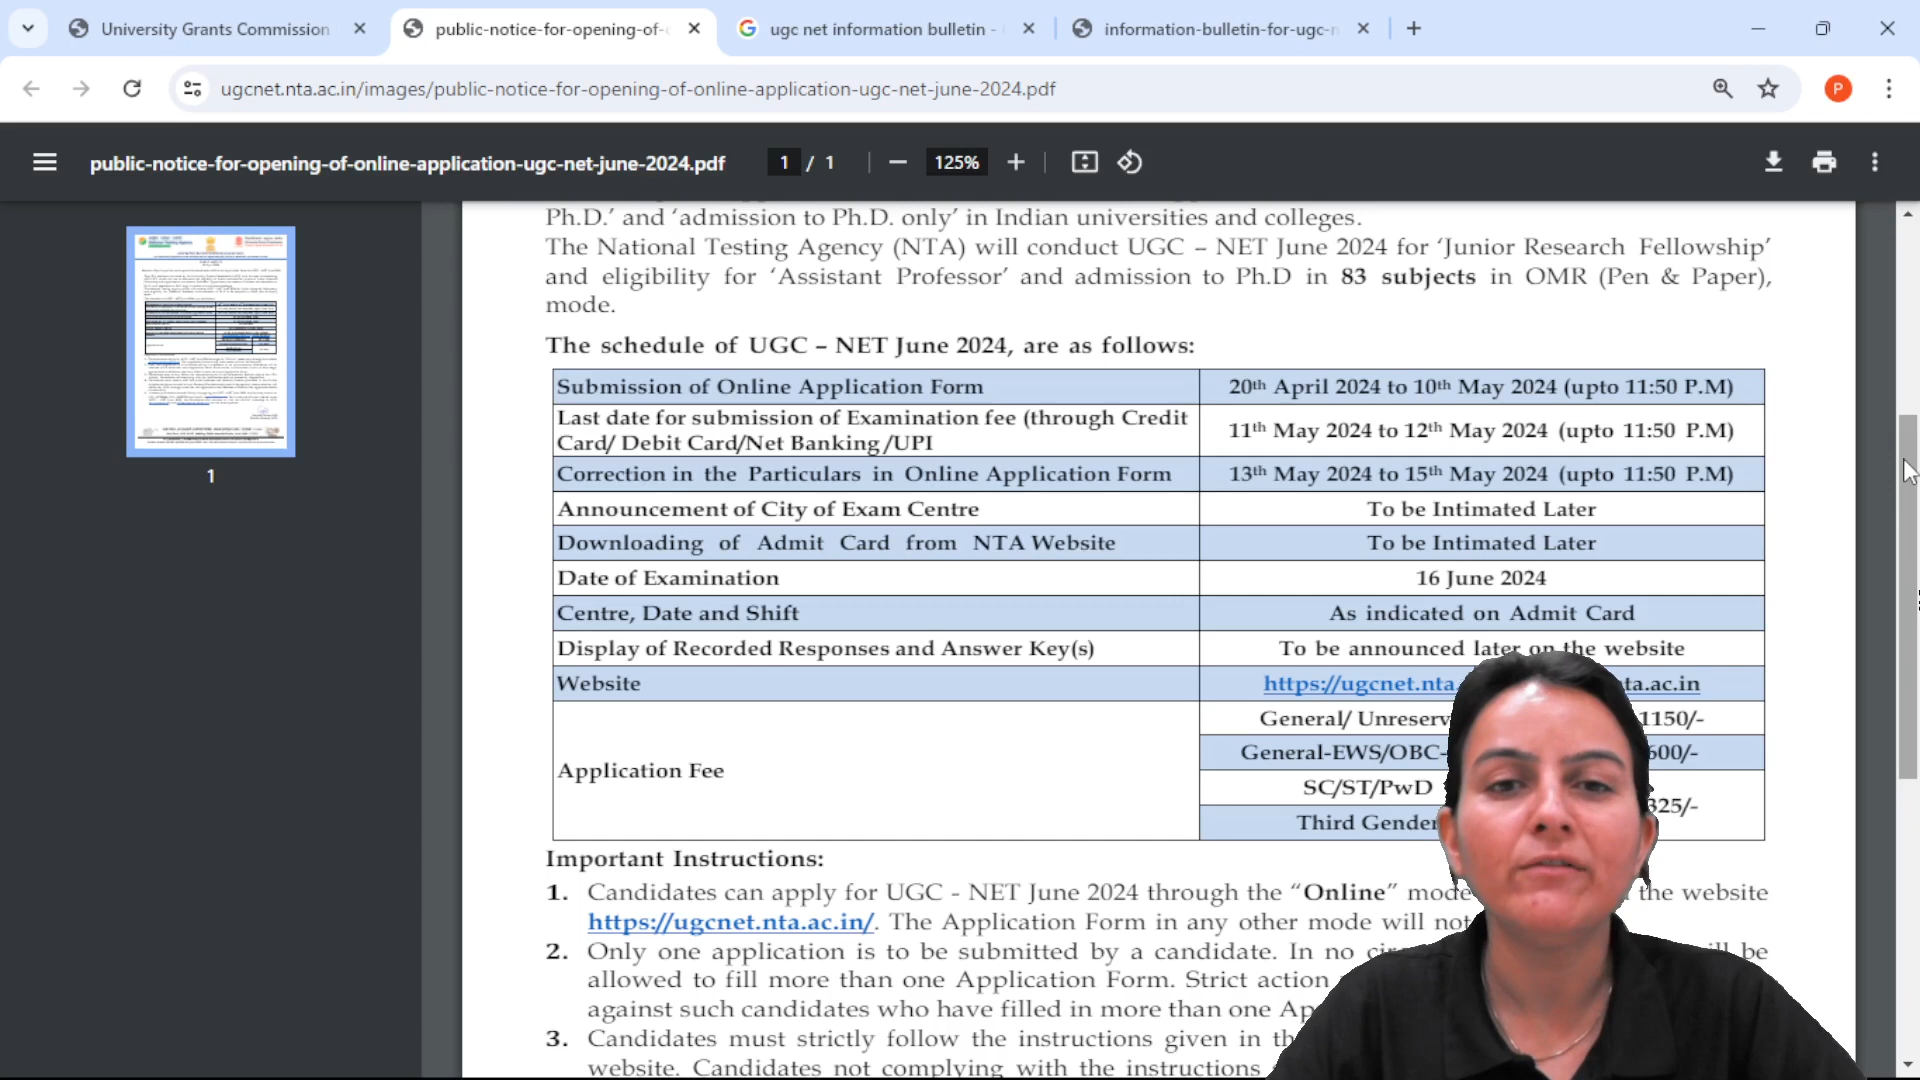 University Grants Commission
public-notice-for-opening-of-
ugc net information bulletin -
information-bulletin-for-ugc-n
ugcnet.nta.ac.in/images/public-notice-for-opening-of-online-application-ugc-net-june-2024.pdf
P
public-notice-for-opening-of-online-application-ugc-net-june-2024.pdf
1 / 1
125%
1
Ph.D.' and 'admission to Ph.D. only' in Indian universities and colleges.
The National Testing Agency (NTA) will conduct UGC – NET June 2024 for 'Junior Research Fellowship'
and eligibility for 'Assistant Professor' and admission to Ph.D in 83 subjects in OMR (Pen & Paper),
mode.
The schedule of UGC – NET June 2024, are as follows:
Submission of Online Application Form 20th April 2024 to 10th May 2024 (upto 11:50 P.M)
Last date for submission of Examination fee (through Credit
Card/ Debit Card/Net Banking /UPI 11th May 2024 to 12th May 2024 (upto 11:50 P.M)
Correction in the Particulars in Online Application Form 13th May 2024 to 15th May 2024 (upto 11:50 P.M)
Announcement of City of Exam Centre To be Intimated Later
Downloading of Admit Card from NTA Website To be Intimated Later
Date of Examination 16 June 2024
Centre, Date and Shift As indicated on Admit Card
Display of Recorded Responses and Answer Key(s) To be announced later on the website
Website https://ugcnet.nta. ta.ac.in
General/ Unreserv 1150/-
General-EWS/OBC- 600/-
Application Fee
SC/ST/PwD
325/-
Third Gender
Important Instructions:
1. Candidates can apply for UGC - NET June 2024 through the "Online" mode the website
https://ugcnet.nta.ac.in/. The Application Form in any other mode will not
2. Only one application is to be submitted by a candidate. In no be
allowed to fill more than one Application Form. Strict action
against such candidates who have filled in more than one
3. Candidates must strictly follow the instructions given in
website. Candidates not complying with the instructions